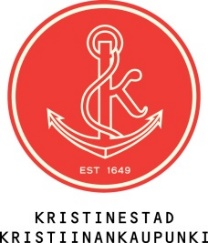 K
EST 1649
KRISTINESTAD
KRISTIINANKAUPUNKI